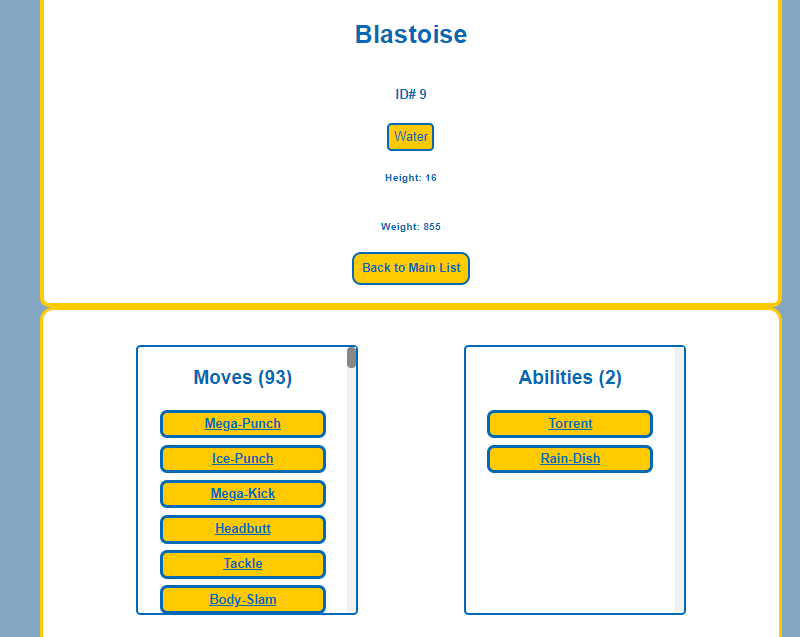 Blastoise
ID# 9
Water
Height: 16
Weight: 855
Back to Main List
Moves (93)
Mega-Punch
Ice-Punch
Mega-Kick
Headbutt
Tackle
Body-Slam
Abilities (2)
Torrent
Rain-Dish